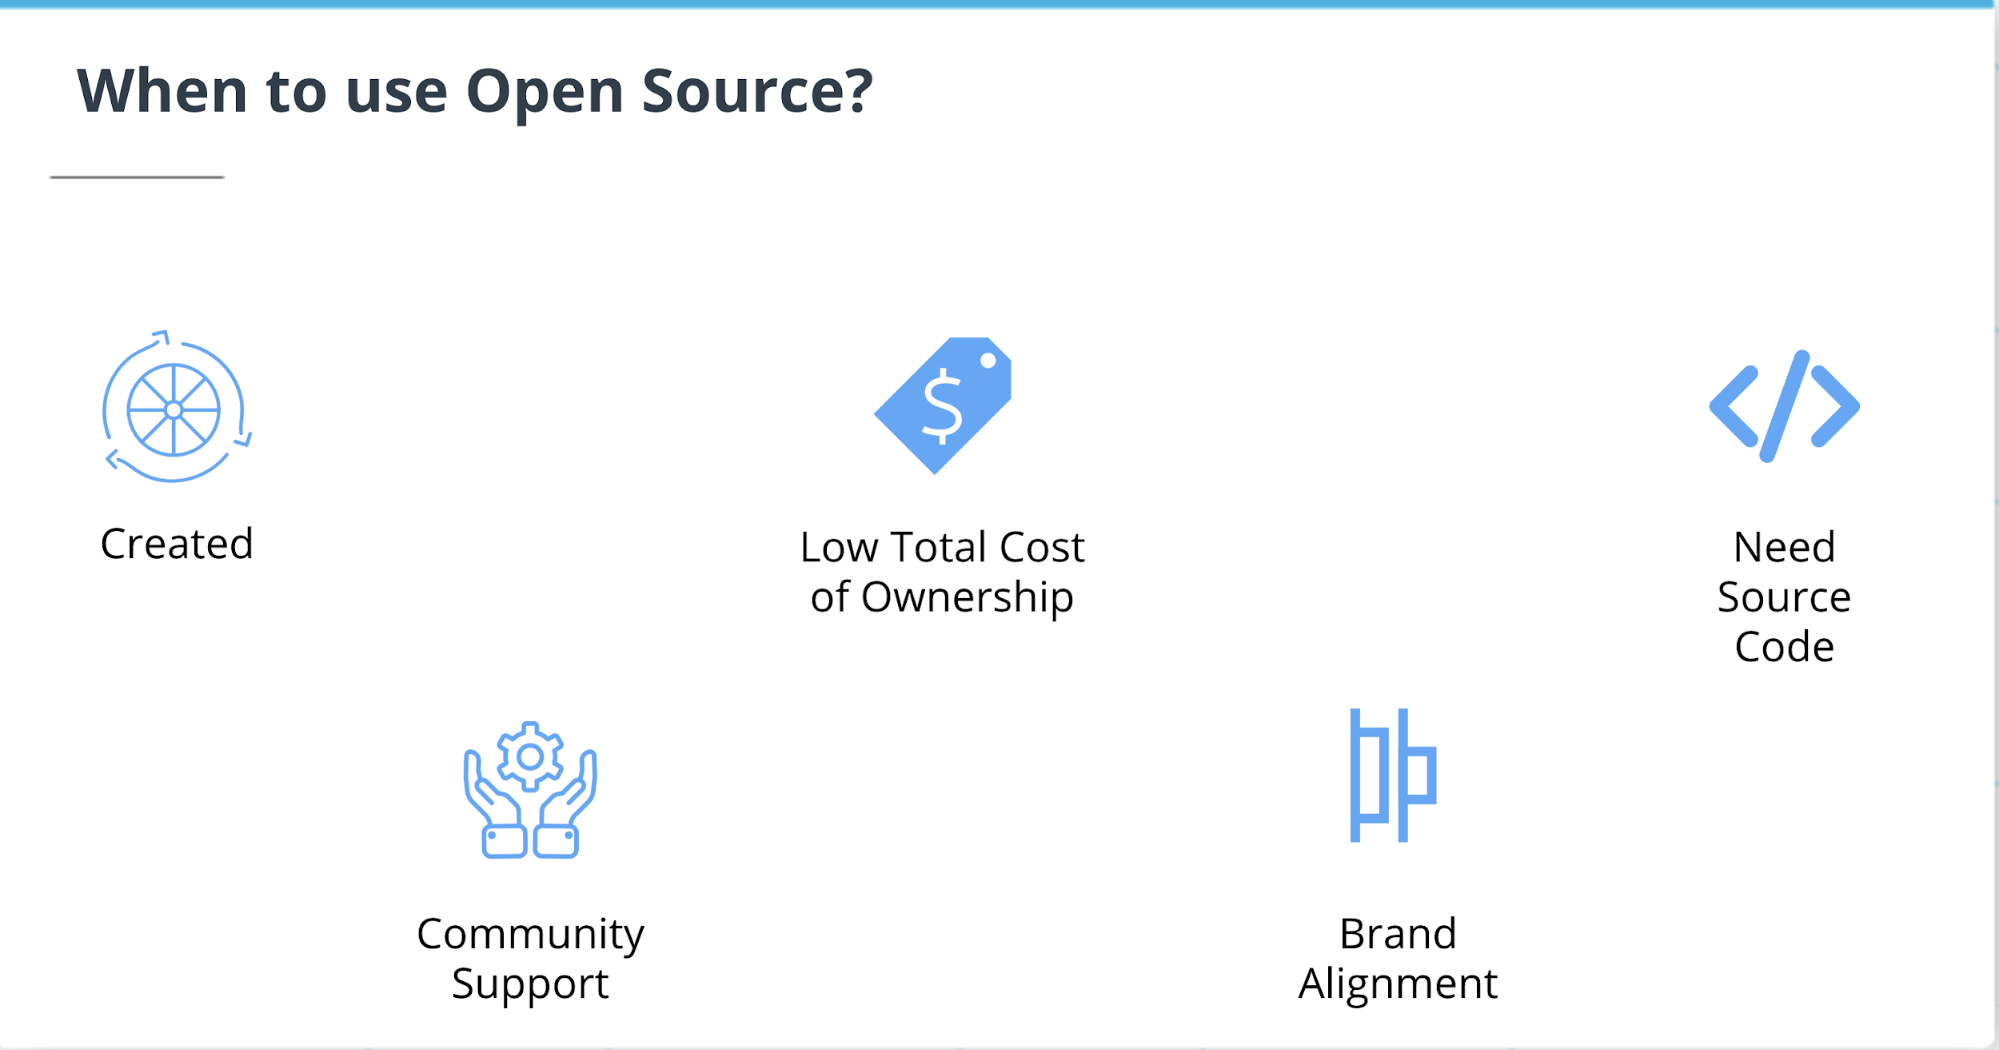 When to use Open Source?
Created
Low Total Cost
of Ownership
Need
Source
Code
Community
Support
Brand
Alignment